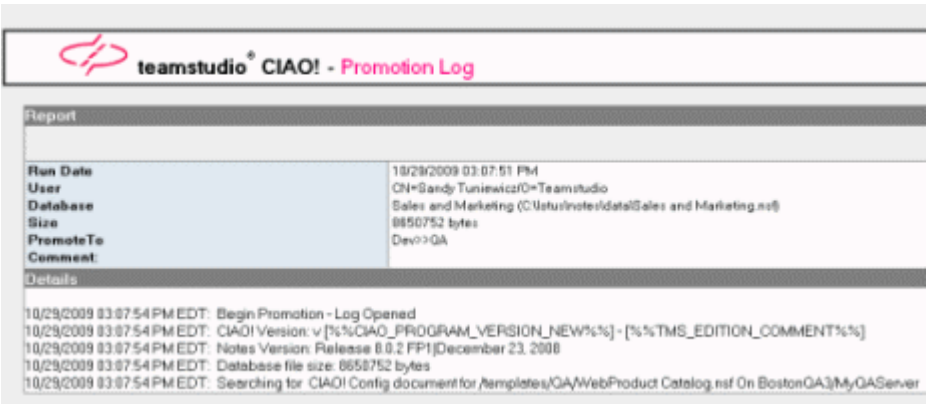 teamstudio® CIAO! - Promotion Log
Report
Run Date 10/29/2009 03:07:51 PM
User CN=Sandy Tuniewicz/O=Teamstudio
Database Sales and Marketing (C:\lotus\notes\data\Sales and Marketing.nsf)
Size 8650752 bytes
PromoteTo Dev>>QA
Comment:
Details
10/29/2009 03:07:54 PM EDT: Begin Promotion - Log Opened
10/29/2009 03:07:54 PM EDT: CIAO! Version: v [%%CIAO_PROGRAM_VERSION_NEW%%] - [%%TMS_EDITION_COMMENT%%]
10/29/2009 03:07:54 PM EDT: Notes Version: Release 8.0.2 FP1|December 23, 2008
10/29/2009 03:07:54 PM EDT: Database file size: 8650752 bytes
10/29/2009 03:07:54 PM EDT: Searching for CIAO! Config document for /templates/QA/WebProduct Catalog.nsf On BostonQA3/MyQAServer